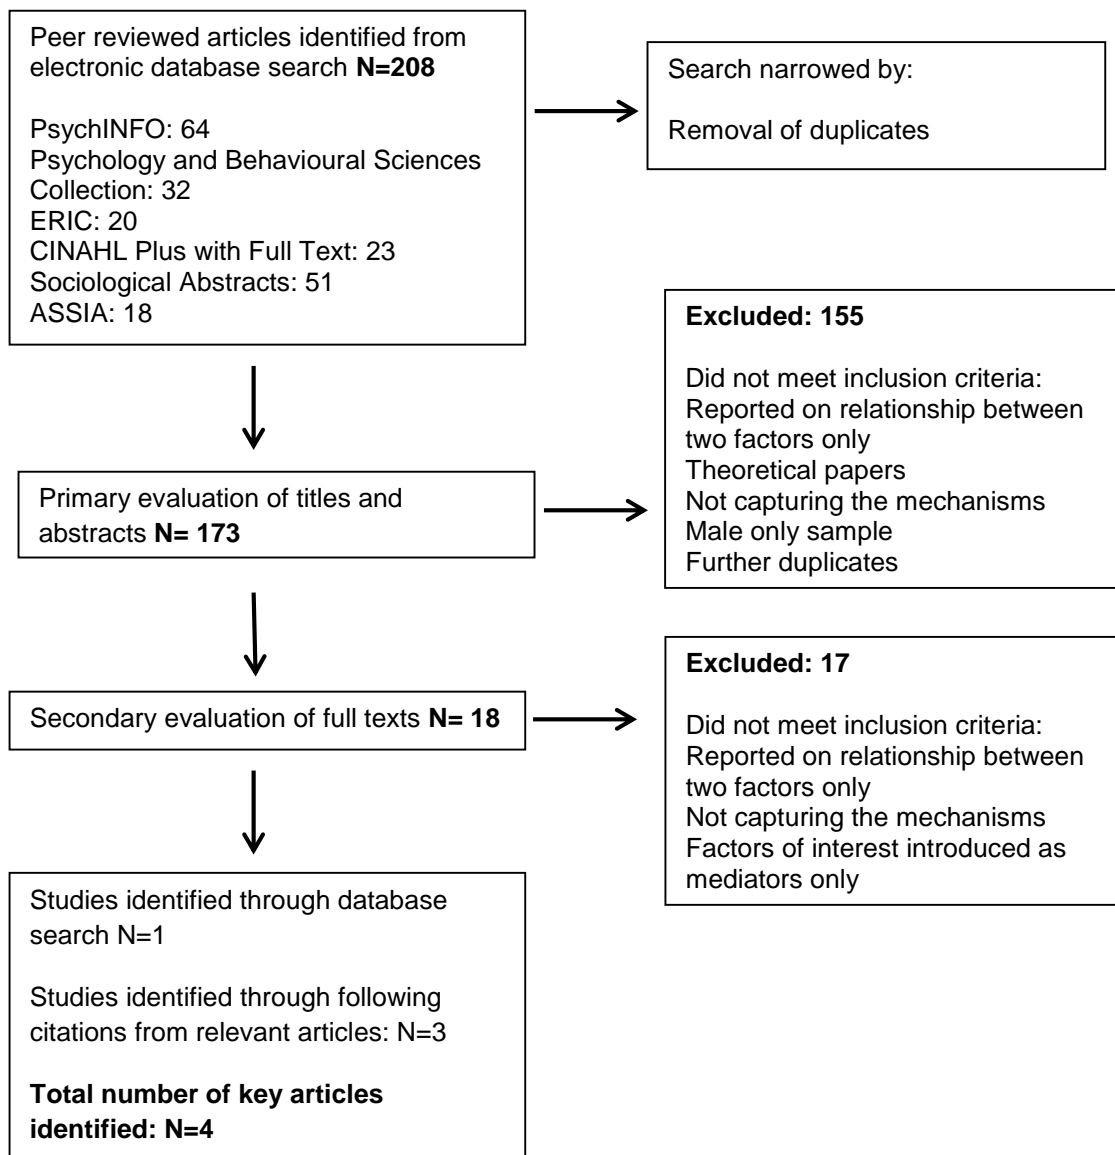 Peer reviewed articles identified from
electronic database search N=208
PsychINFO: 64
Psychology and Behavioural Sciences
Collection: 32
ERIC: 20
CINAHL Plus with Full Text: 23
Sociological Abstracts: 51
ASSIA: 18
Search narrowed by:
Removal of duplicates
Primary evaluation of titles and
abstracts N= 173
Excluded: 155
Did not meet inclusion criteria:
Reported on relationship between
two factors only
Theoretical papers
Not capturing the mechanisms
Male only sample
Further duplicates
Secondary evaluation of full texts N= 18
Excluded: 17
Did not meet inclusion criteria:
Reported on relationship between
two factors only
Not capturing the mechanisms
Factors of interest introduced as
mediators only
Studies identified through database
search N=1
Studies identified through following
citations from relevant articles: N=3
Total number of key articles
identified: N=4